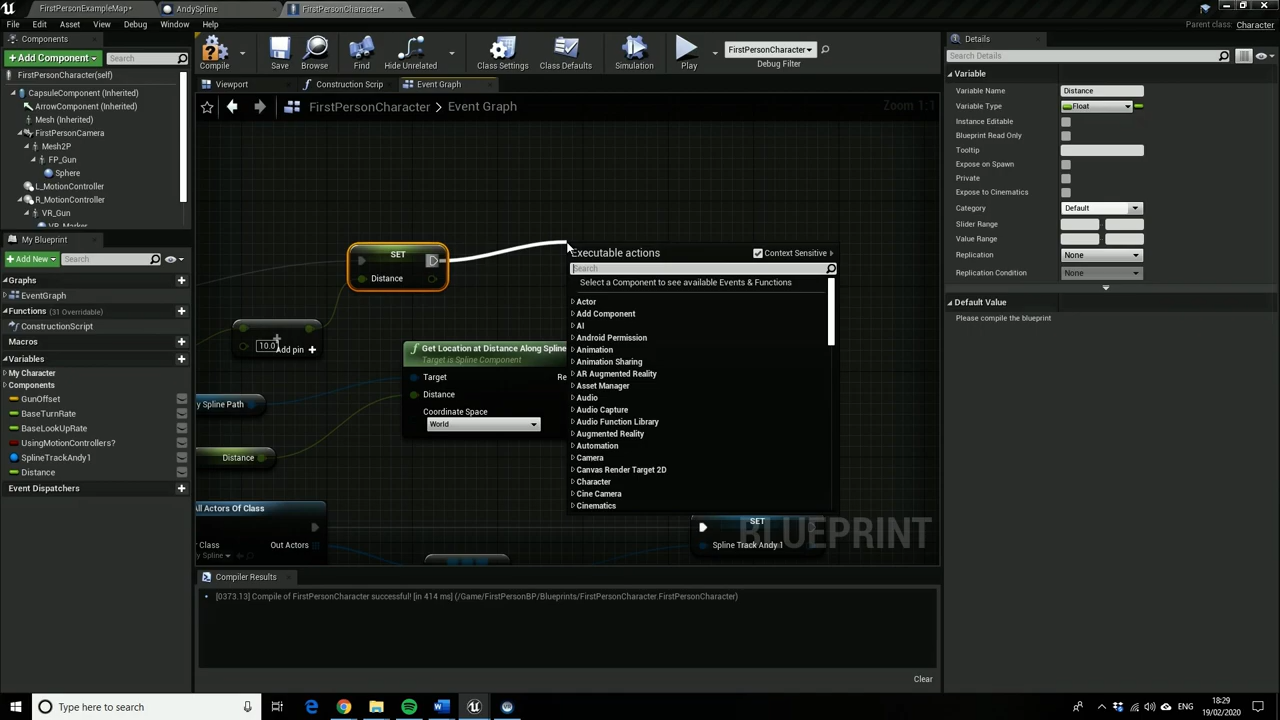 FirstPersonExampleMap*
AndySpline
FirstPersonCharacter*
File Edit Asset View Debug Window Help
Parent class: Character
Components
+ Add Component
Search
FirstPersonCharacter(self)
CapsuleComponent (Inherited)
ArrowComponent (Inherited)
Mesh (Inherited)
FirstPersonCamera
Mesh2P
FP_Gun
Sphere
L_MotionController
R_MotionController
VR_Gun
VR_Marker
My Blueprint
+ Add New
Search
Graphs
EventGraph
Functions (31 Overridable)
ConstructionScript
Macros
Variables
My Character
Components
GunOffset
BaseTurnRate
BaseLookUpRate
UsingMotionControllers?
SplineTrackAndy1
Distance
Event Dispatchers
Compile
Save
Browse
Find
Hide Unrelated
Class Settings
Class Defaults
Simulation
Play
FirstPersonCharacter
Debug Filter
Viewport
Construction Scrip
Event Graph
FirstPersonCharacter > Event Graph
Zoom 1:1
SET
Distance
10.0
Add pin +
y Spline Path
Distance
Get Location at Distance Along Spline
Target is Spline Component
Target
Re
Distance
Coordinate Space
World
All Actors Of Class
r Class
Out Actors
Spline
SET
Spline Track Andy 1
BLUEPRINT
Executable actions
Context Sensitive
Search
Select a Component to see available Events & Functions
Actor
Add Component
AI
Android Permission
Animation
Animation Sharing
AR Augmented Reality
Asset Manager
Audio
Audio Capture
Audio Function Library
Augmented Reality
Automation
Camera
Canvas Render Target 2D
Character
Cine Camera
Cinematics
Compiler Results
[0373.13] Compile of FirstPersonCharacter successful! [in 414 ms] (/Game/FirstPersonBP/Blueprints/FirstPersonCharacter.FirstPersonCharacter)
Clear
Details
Search Details
Variable
Variable Name
Distance
Variable Type
Float
Instance Editable
Blueprint Read Only
Tooltip
Expose on Spawn
Private
Expose to Cinematics
Category
Default
Slider Range
Value Range
Replication
None
Replication Condition
None
Default Value
Please compile the blueprint
Type here to search
18:29
19/02/2020